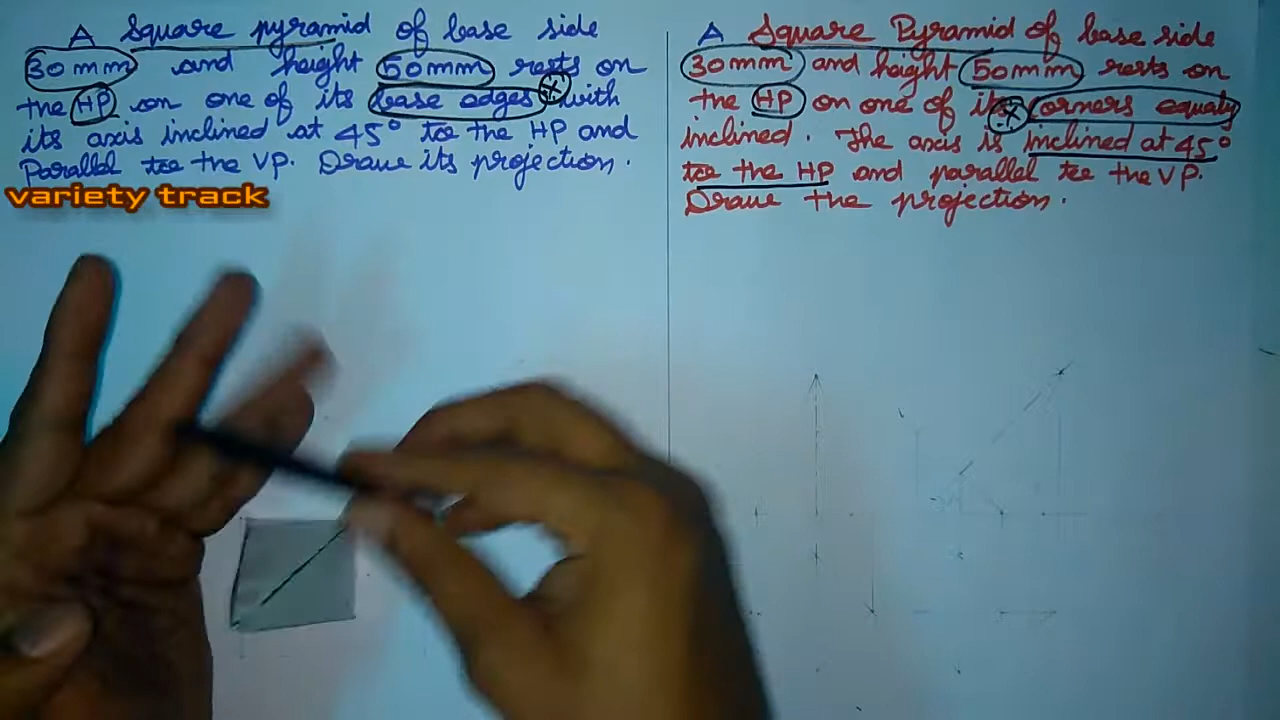 A Square pyramid of base side
30mm and height 50mm rests on
the HP on one of its base edges with
its axis inclined at 45° to the HP and
Parallel to the VP. Draw its projection.
variety track
A Square Pyramid of base side
30mm and height 50mm rests on
the HP on one of its corners equaly
inclined. The axis is inclined at 45°
to the HP and parallel to the VP.
Draw the projection.